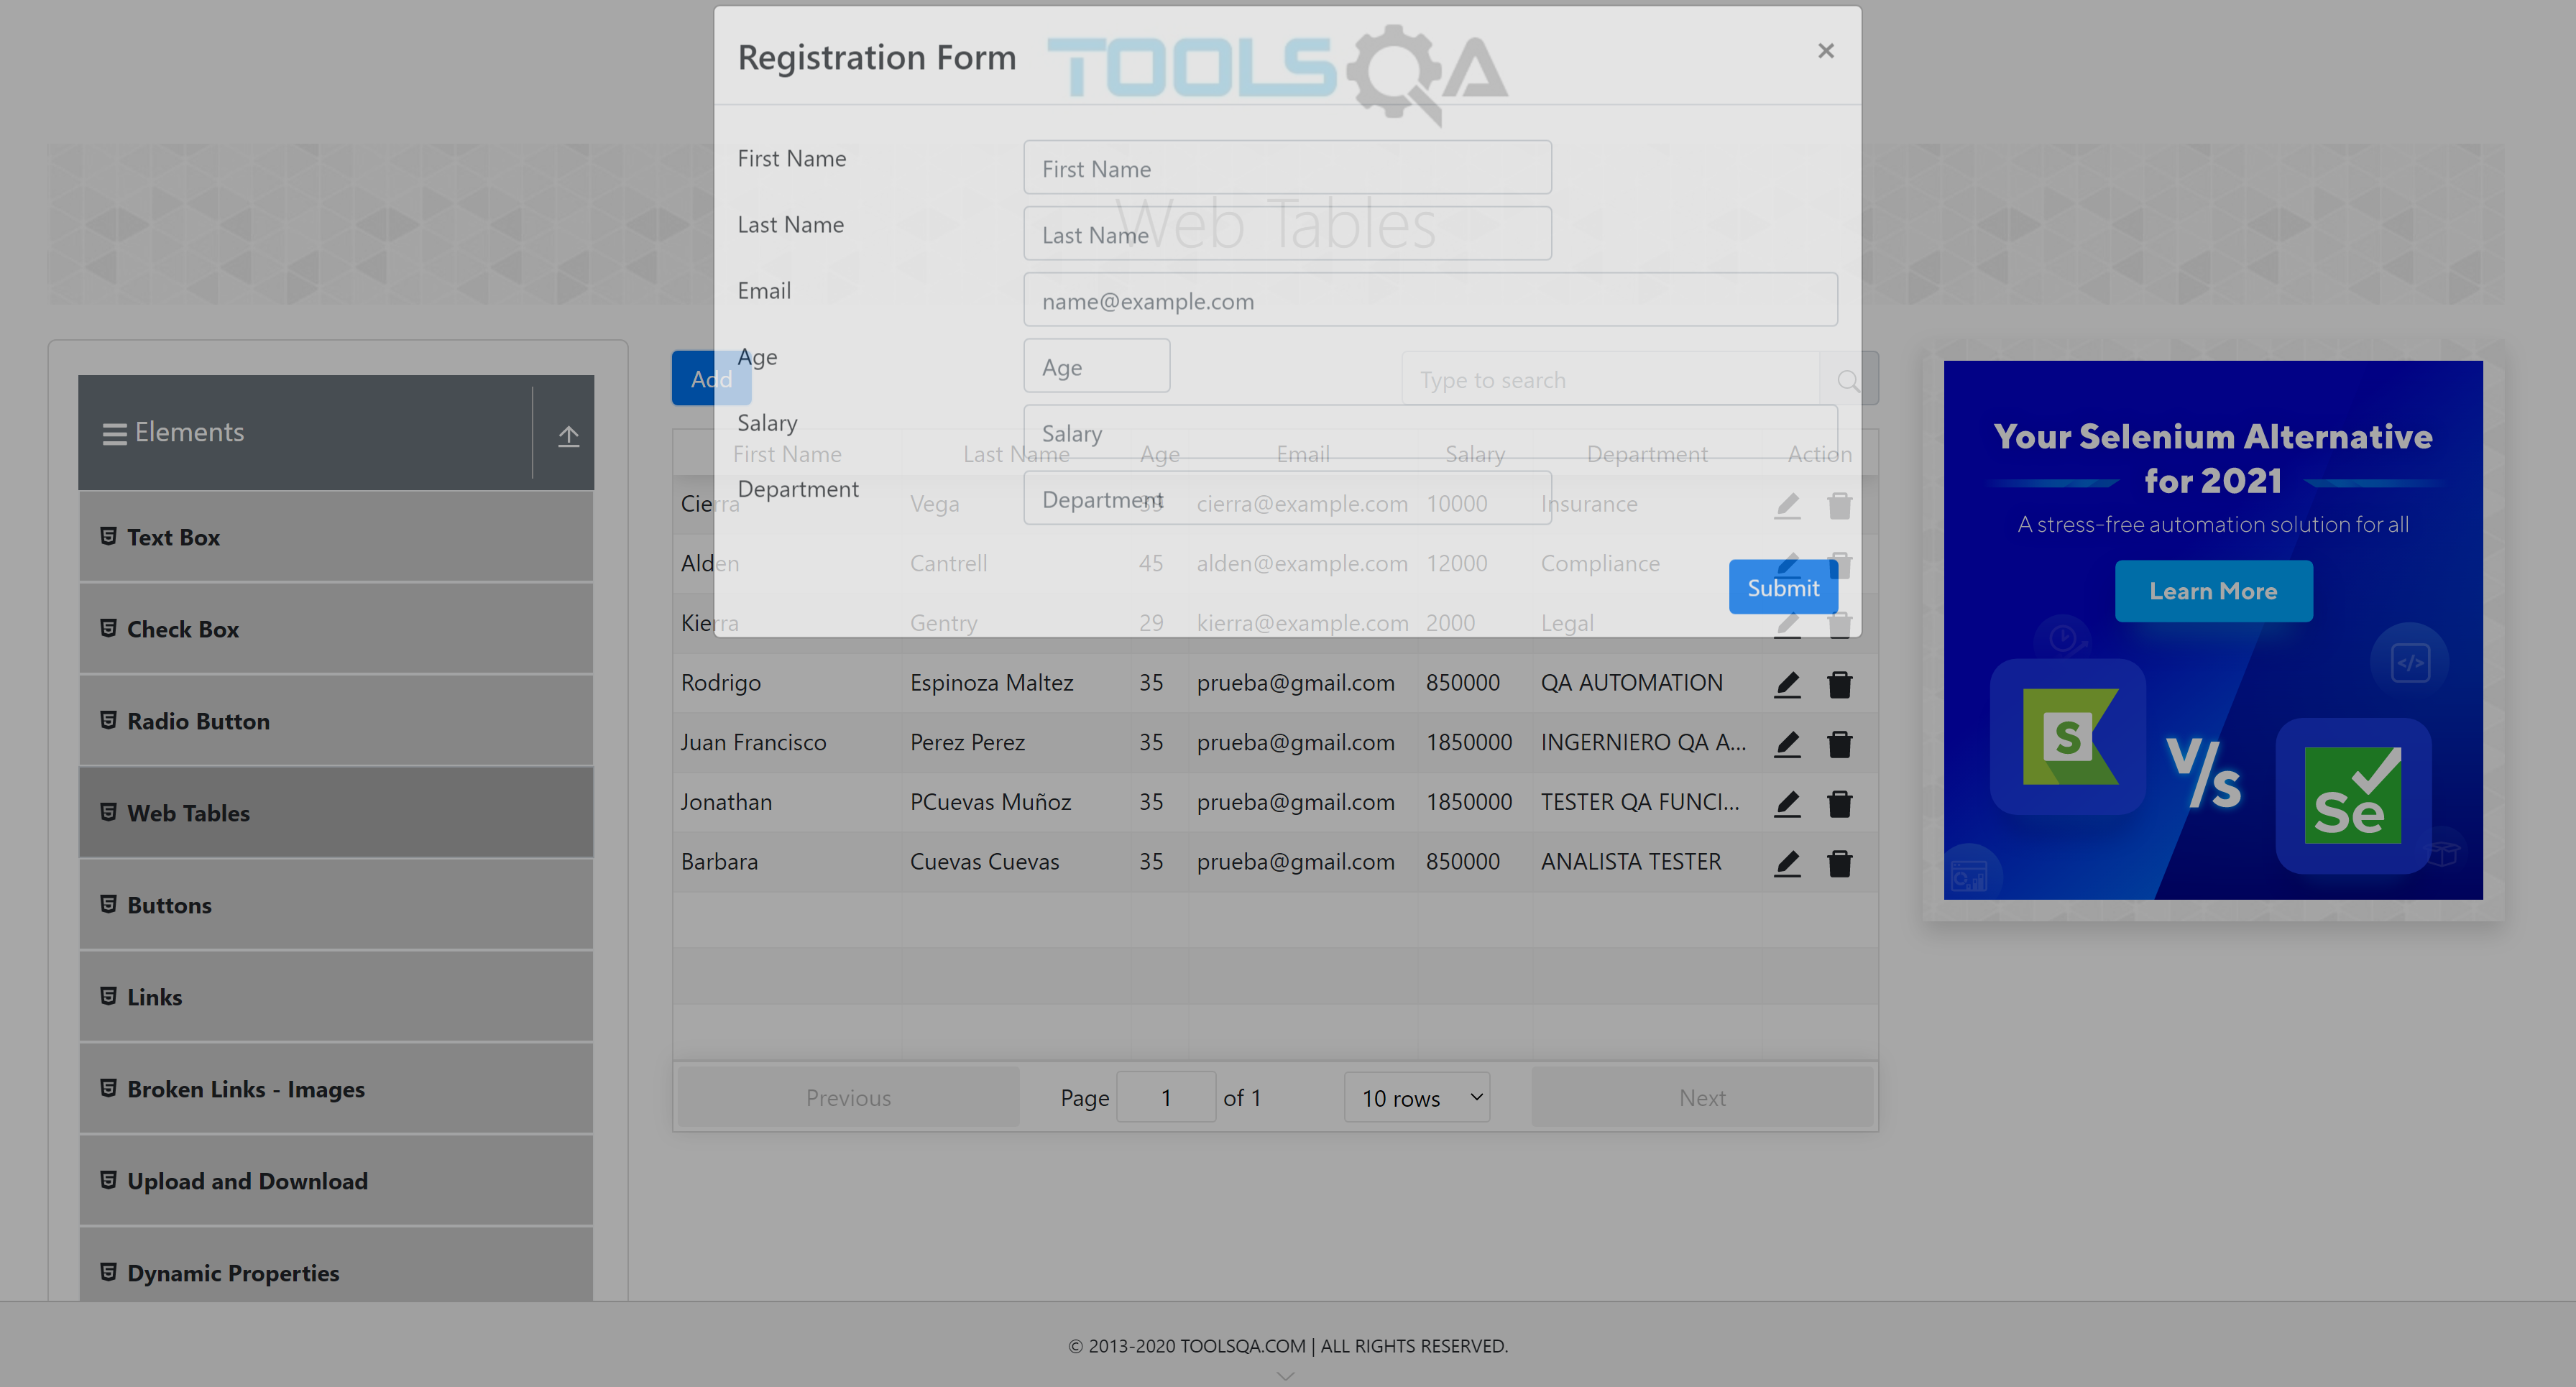 Registration Form
TOOLSQA
×
First Name
First Name
Last Name
Last Name
Web Tables
Email
name@example.com
Age
Age
Salary
Salary
Department
Department
Submit
Elements
Text Box
Check Box
Radio Button
Web Tables
Buttons
Links
Broken Links - Images
Upload and Download
Dynamic Properties
Add
Type to search
First Name Last Name Age Email Salary Department Action
Cierra Vega 39 cierra@example.com 10000 Insurance
Alden Cantrell 45 alden@example.com 12000 Compliance
Kierra Gentry 29 kierra@example.com 2000 Legal
Rodrigo Espinoza Maltez 35 prueba@gmail.com 850000 QA AUTOMATION
Juan Francisco Perez Perez 35 prueba@gmail.com 1850000 INGERNIERO QA A...
Jonathan PCuevas Muñoz 35 prueba@gmail.com 1850000 TESTER QA FUNCI...
Barbara Cuevas Cuevas 35 prueba@gmail.com 850000 ANALISTA TESTER
Previous Page 1 of 1 10 rows Next
Your Selenium Alternative
for 2021
A stress-free automation solution for all
Learn More
</>
S
V/s
Se
© 2013-2020 TOOLSQA.COM | ALL RIGHTS RESERVED.